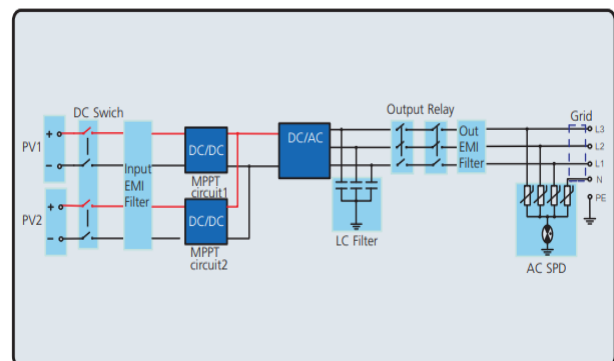 DC Swich
Output Relay
Grid
PV1
+
−
Input
EMI
Filter
DC/DC
MPPT
circuit1
DC/AC
Out
EMI
Filter
L3
L2
L1
N
PE
PV2
+
−
DC/DC
MPPT
circuit2
LC Filter
AC SPD